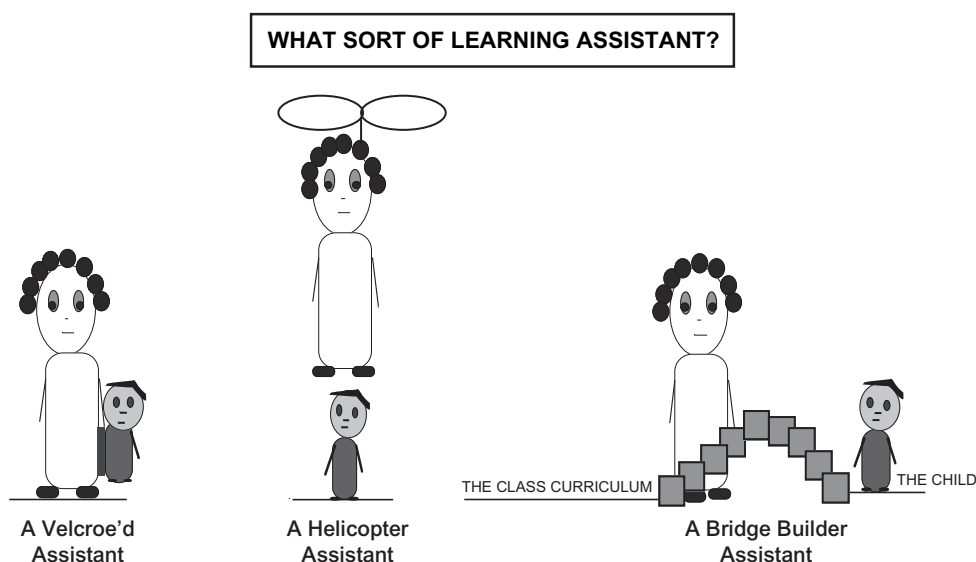 WHAT SORT OF LEARNING ASSISTANT?
THE CLASS CURRICULUM
THE CHILD
A Velcroe'd
Assistant
A Helicopter
Assistant
A Bridge Builder
Assistant